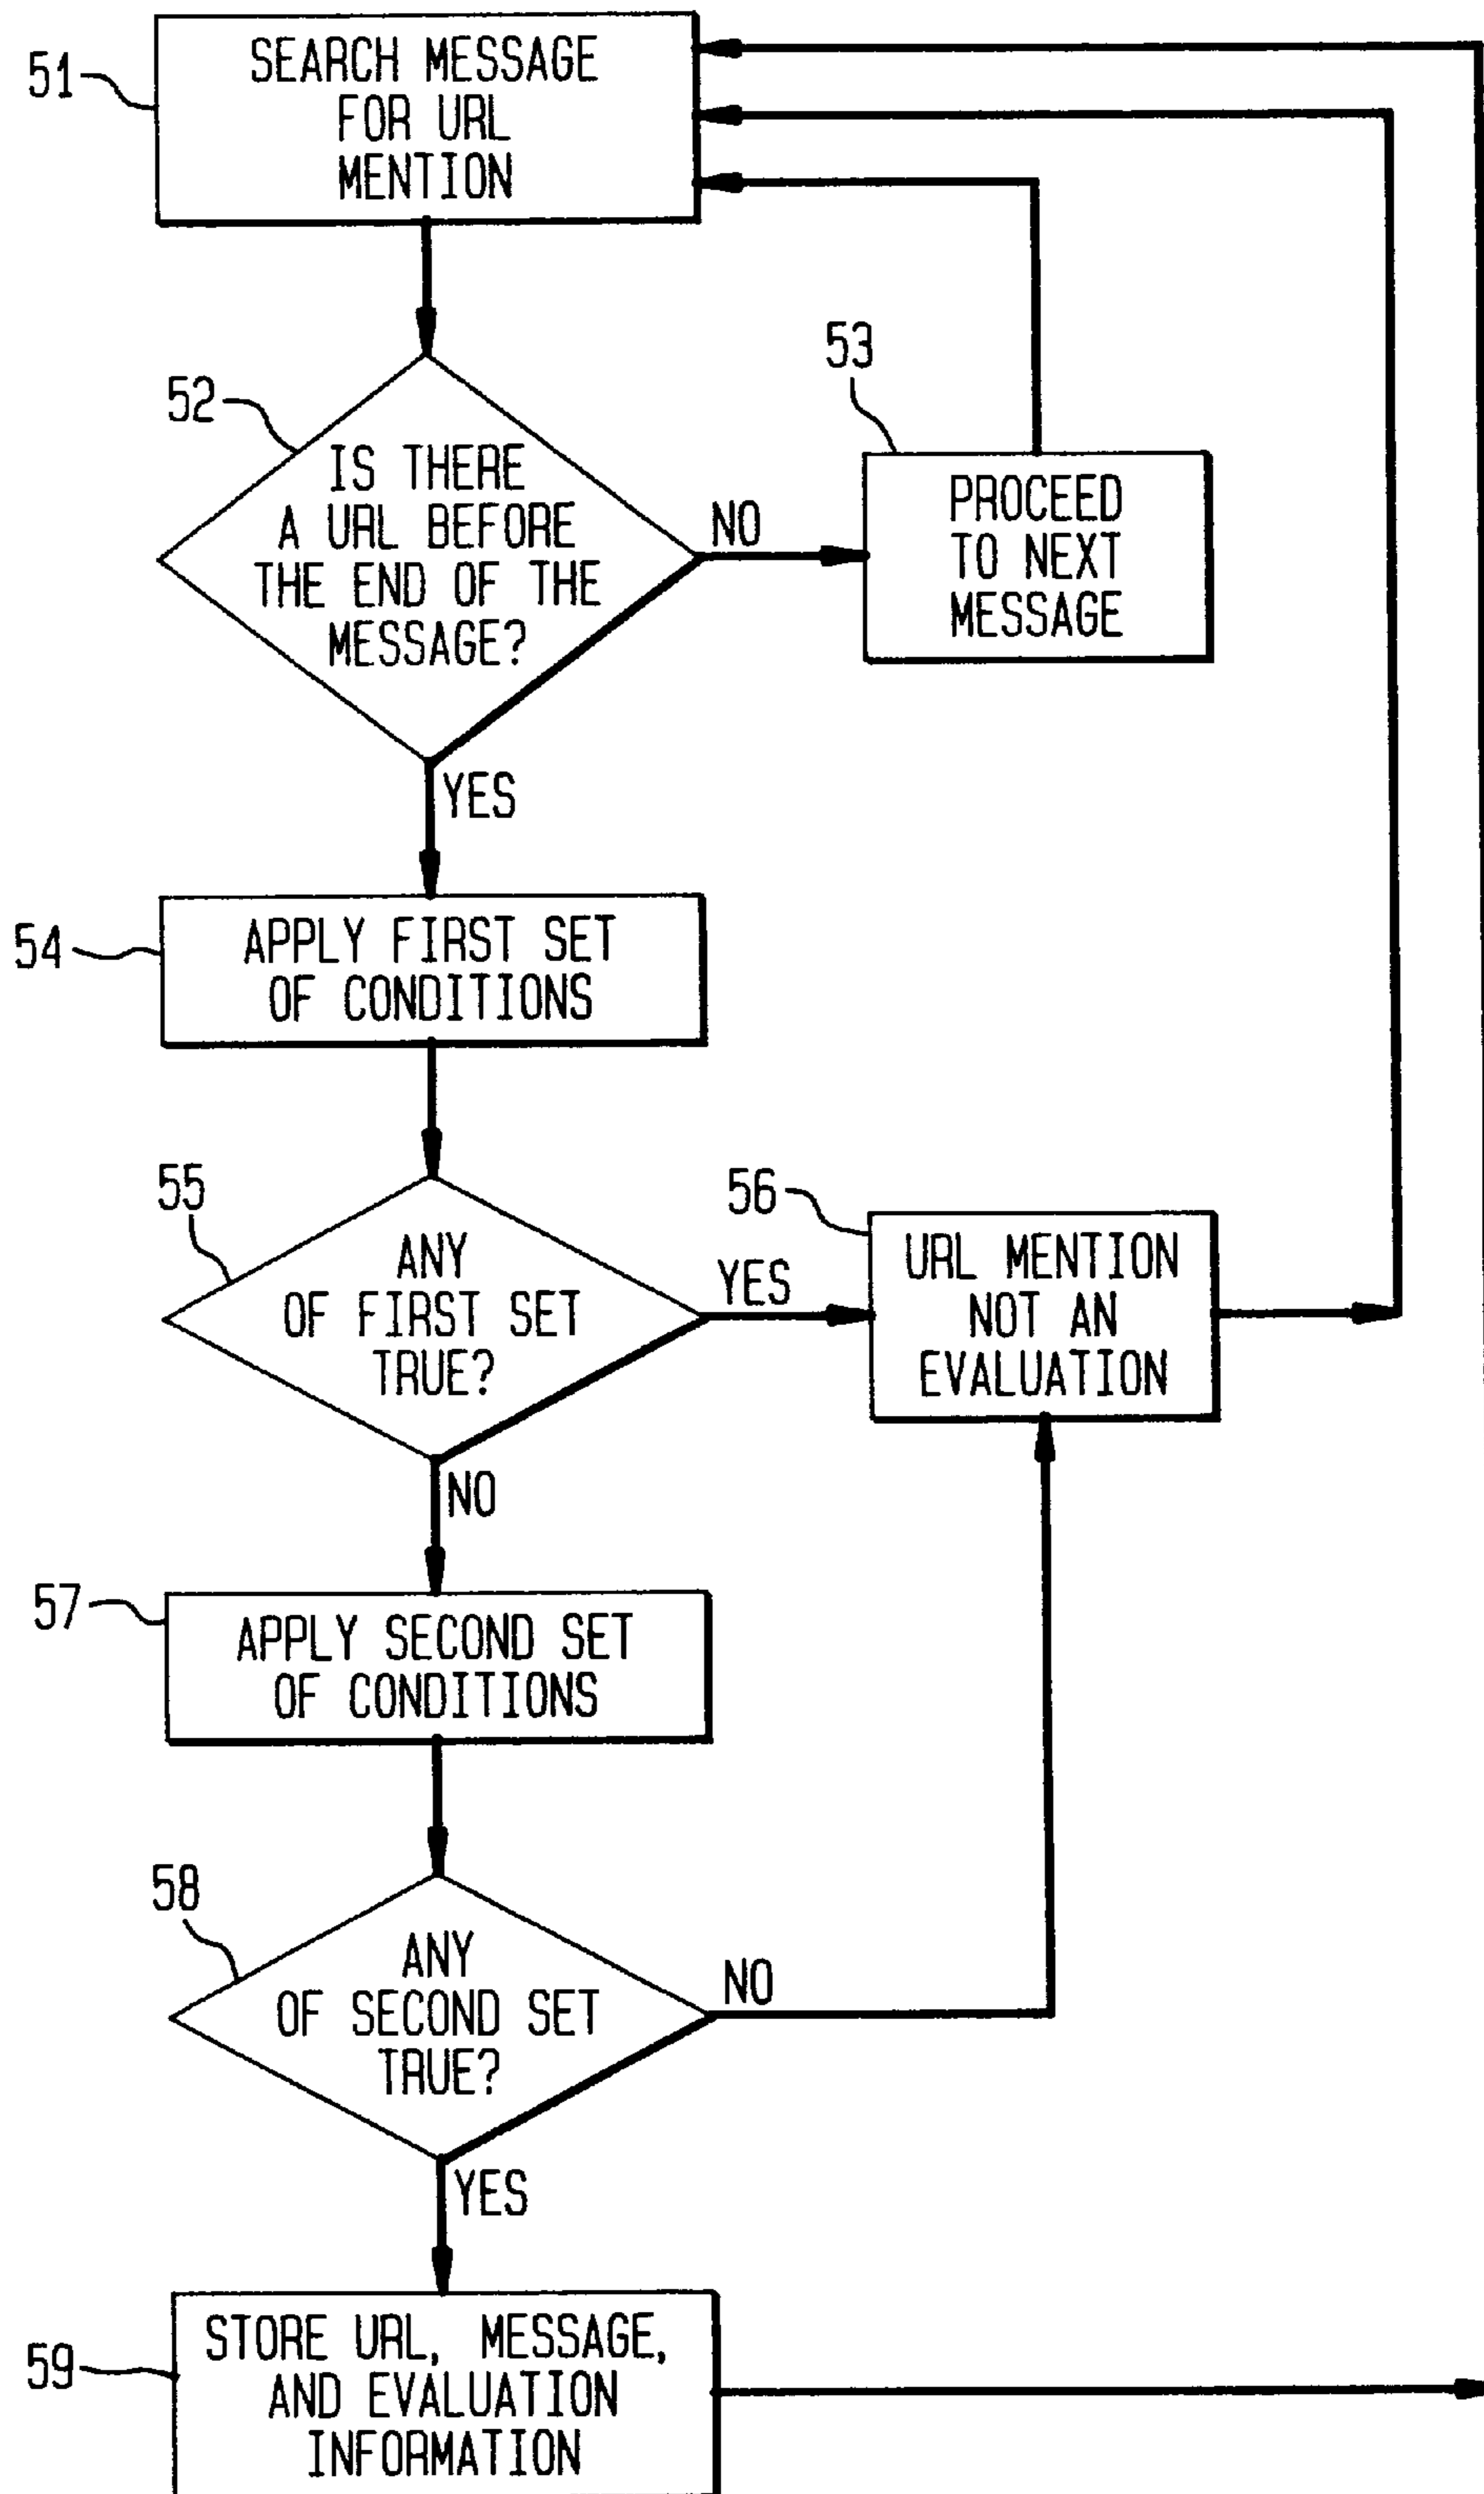 51
SEARCH MESSAGE
FOR URL
MENTION
52
IS THERE
A URL BEFORE
THE END OF THE
MESSAGE?
NO
53
PROCEED
TO NEXT
MESSAGE
YES
54
APPLY FIRST SET
OF CONDITIONS
55
ANY
OF FIRST SET
TRUE?
YES
56
URL MENTION
NOT AN
EVALUATION
NO
57
APPLY SECOND SET
OF CONDITIONS
58
ANY
OF SECOND SET
TRUE?
NO
YES
59
STORE URL, MESSAGE,
AND EVALUATION
INFORMATION